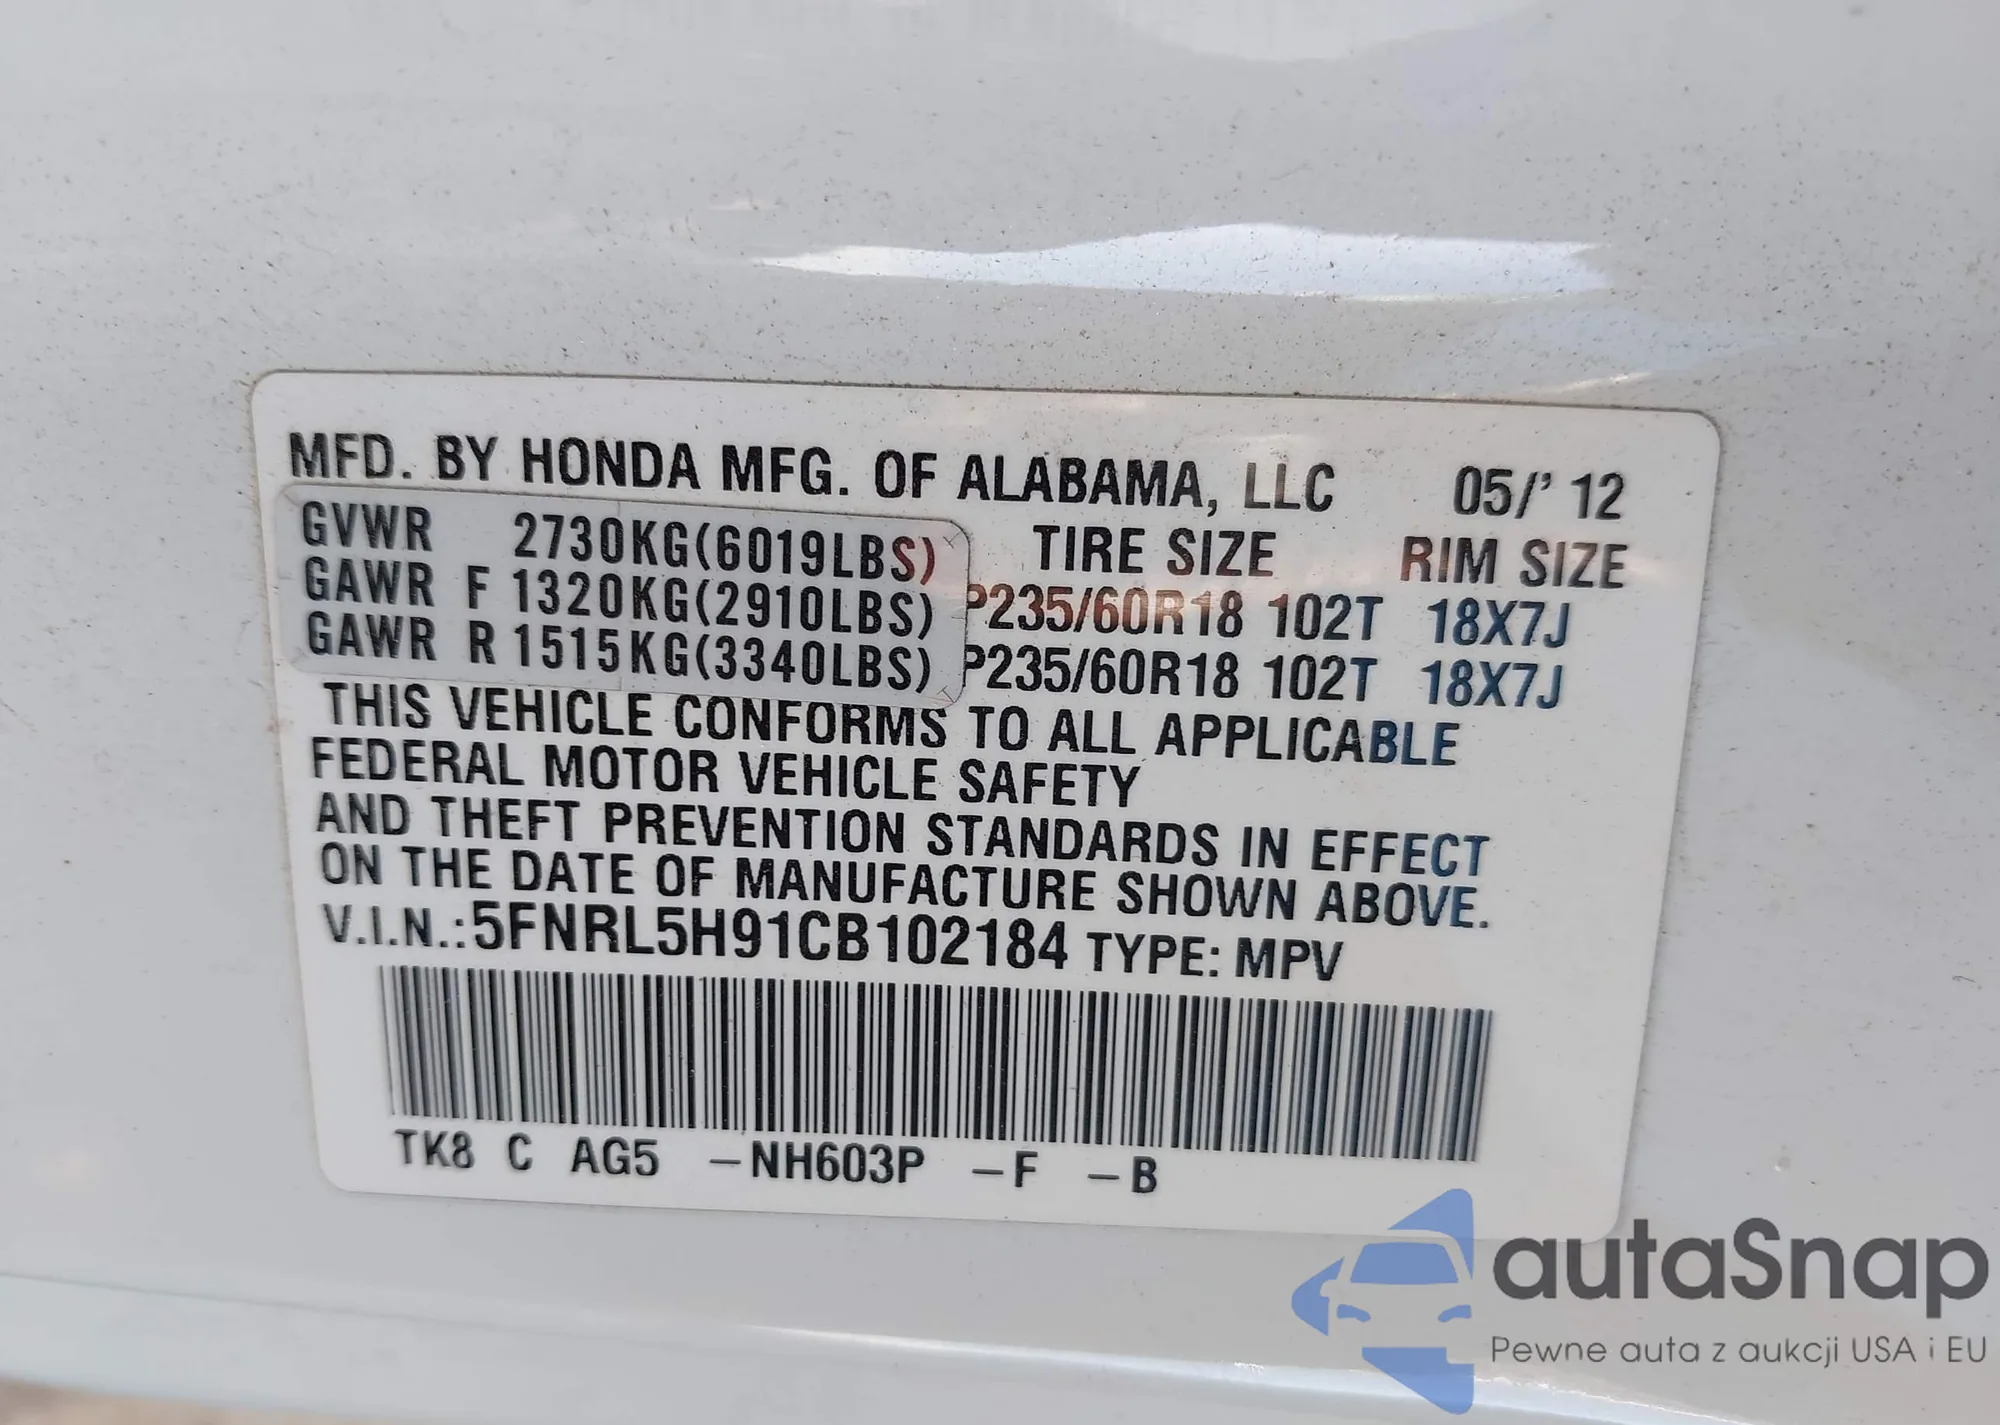 MFD. BY HONDA MFG. OF ALABAMA, LLC 05/' 12
GVWR 2730KG(6019LBS) TIRE SIZE RIM SIZE
GAWR F 1320KG(2910LBS) P235/60R18 102T 18X7J
GAWR R 1515KG(3340LBS) P235/60R18 102T 18X7J
THIS VEHICLE CONFORMS TO ALL APPLICABLE
FEDERAL MOTOR VEHICLE SAFETY
AND THEFT PREVENTION STANDARDS IN EFFECT
ON THE DATE OF MANUFACTURE SHOWN ABOVE.
V.I.N.:5FNRL5H91CB102184 TYPE: MPV
TK8 C AG5 –NH603P –F –B
autaSnap
Pewne auta z aukcji USA i EU